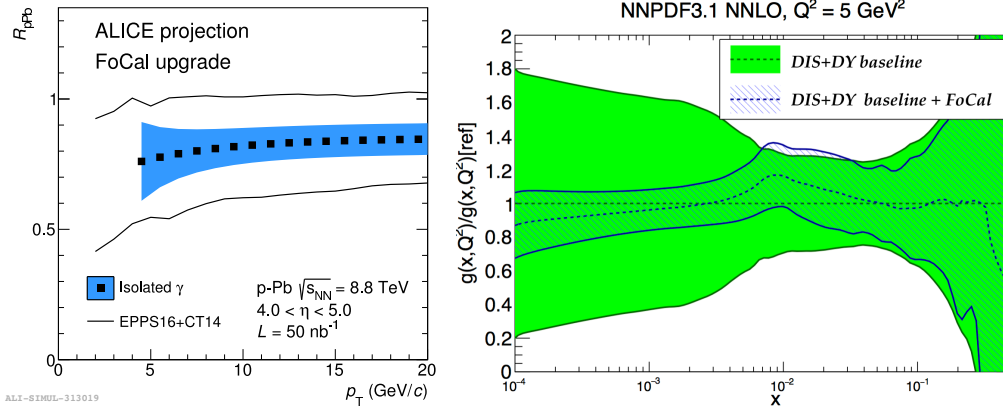 ALICE projection
FoCal upgrade
R_pPb
1
0.5
0
Isolated γ
EPPS16+CT14
p-Pb √s_NN = 8.8 TeV
4.0 < η < 5.0
L = 50 nb⁻¹
0 5 10 15 20
p_T (GeV/c)
ALI-SIMUL-313019
NNPDF3.1 NNLO, Q² = 5 GeV²
DIS+DY baseline
DIS+DY baseline + FoCal
g(x,Q²)/g(x,Q²)[ref]
2
1.8
1.6
1.4
1.2
1
0.8
0.6
0.4
0.2
0
10⁻⁴ 10⁻³ 10⁻² 10⁻¹
x